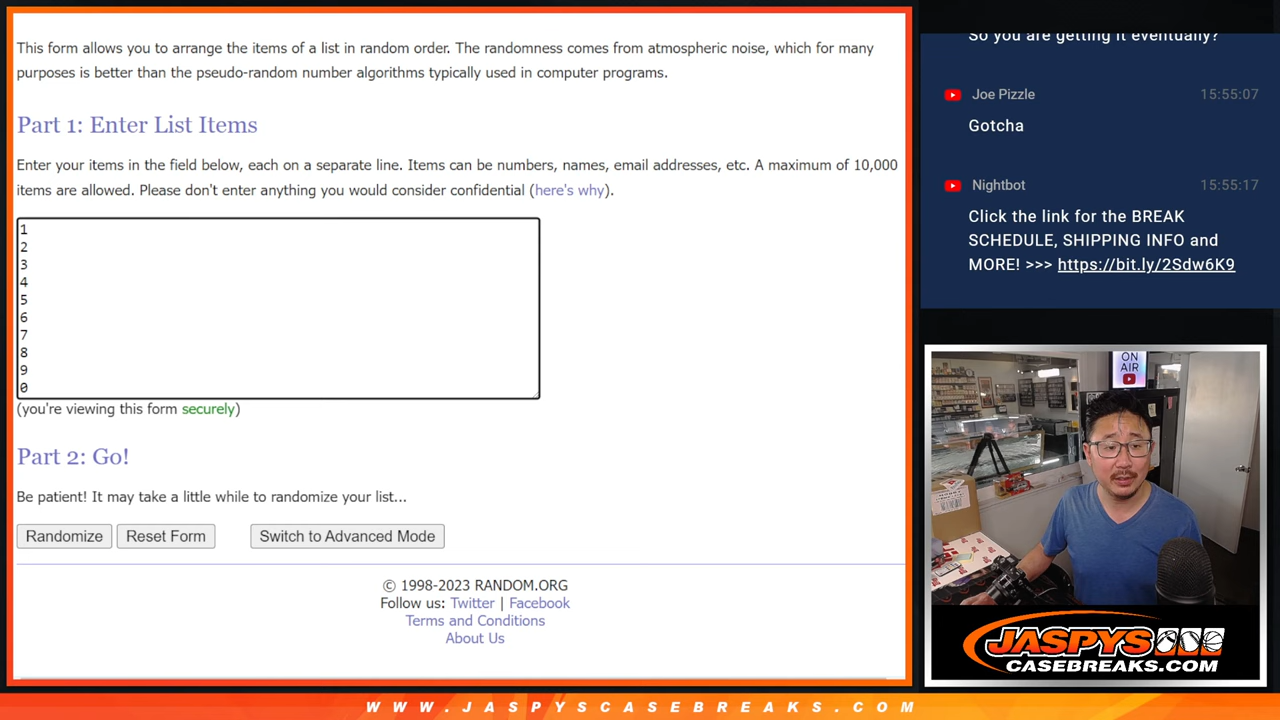 This form allows you to arrange the items of a list in random order. The randomness comes from atmospheric noise, which for many
purposes is better than the pseudo-random number algorithms typically used in computer programs.
Part 1: Enter List Items
Enter your items in the field below, each on a separate line. Items can be numbers, names, email addresses, etc. A maximum of 10,000
items are allowed. Please don't enter anything you would consider confidential (here's why).
1
2
3
4
5
6
7
8
9
0
(you're viewing this form securely)
Part 2: Go!
Be patient! It may take a little while to randomize your list...
Randomize Reset Form Switch to Advanced Mode
© 1998-2023 RANDOM.ORG
Follow us: Twitter | Facebook
Terms and Conditions
About Us
So you are getting it eventually?
Joe Pizzle 15:55:07
Gotcha
Nightbot 15:55:17
Click the link for the BREAK
SCHEDULE, SHIPPING INFO and
MORE! >>> https://bit.ly/2Sdw6K9
ON
AIR
JASPYS
CASEBREAKS.COM
WWW.JASPYSCASEBREAKS.COM